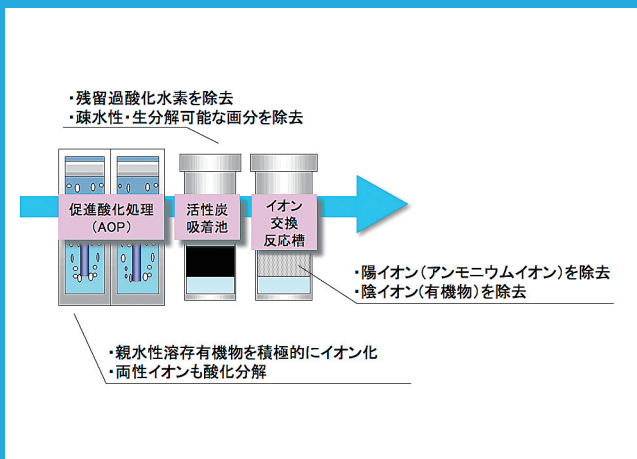 ・残留過酸化水素を除去
・疎水性・生分解可能な画分を除去
促進酸化処理
（AOP）
活性炭
吸着池
イオン
交換
反応槽
・陽イオン（アンモニウムイオン）を除去
・陰イオン（有機物）を除去
・親水性溶存有機物を積極的にイオン化
・両性イオンも酸化分解